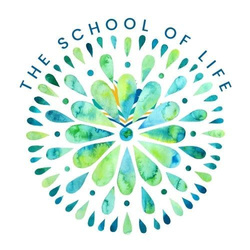 THE SCHOOL OF LIFE